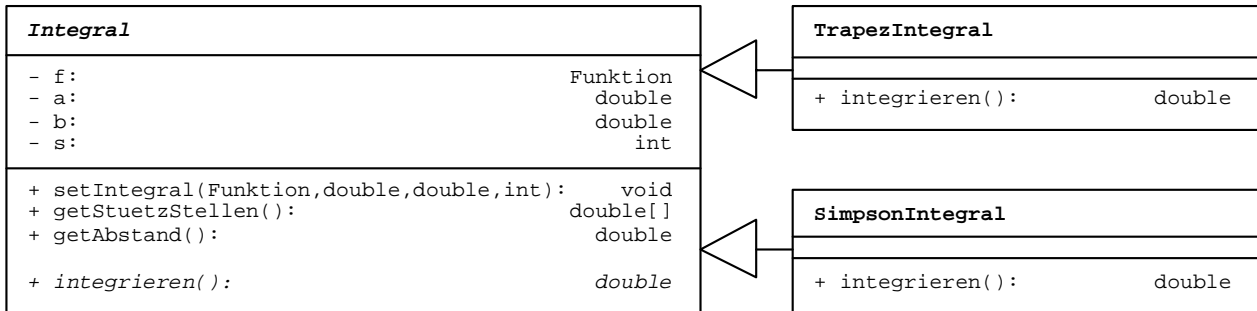 Integral
- f: Funktion
- a: double
- b: double
- s: int
+ setIntegral(Funktion,double,double,int): void
+ getStuetzStellen(): double[]
+ getAbstand(): double
+ integrieren(): double
TrapezIntegral
+ integrieren(): double
SimpsonIntegral
+ integrieren(): double